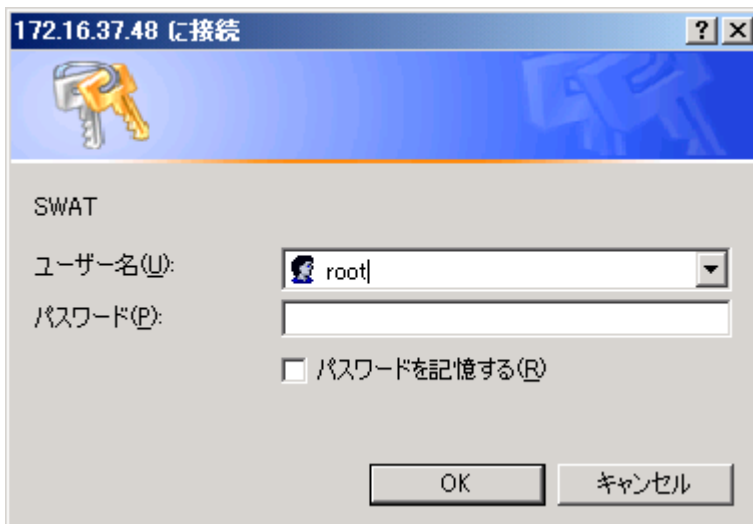 172.16.37.48 に接続
SWAT
ユーザー名(U):
root
パスワード(P):
パスワードを記憶する(R)
OK
キャンセル